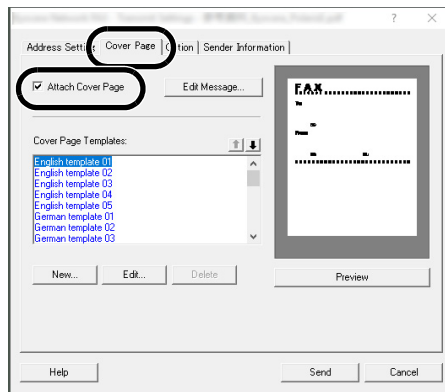 Address Setting
Cover Page
Option
Sender Information
Attach Cover Page
Edit Message...
FAX
To:
From:
Cover Page Templates:
English template 01
English template 02
English template 03
English template 04
English template 05
German template 01
German template 02
German template 03
New...
Edit...
Delete
Preview
Help
Send
Cancel